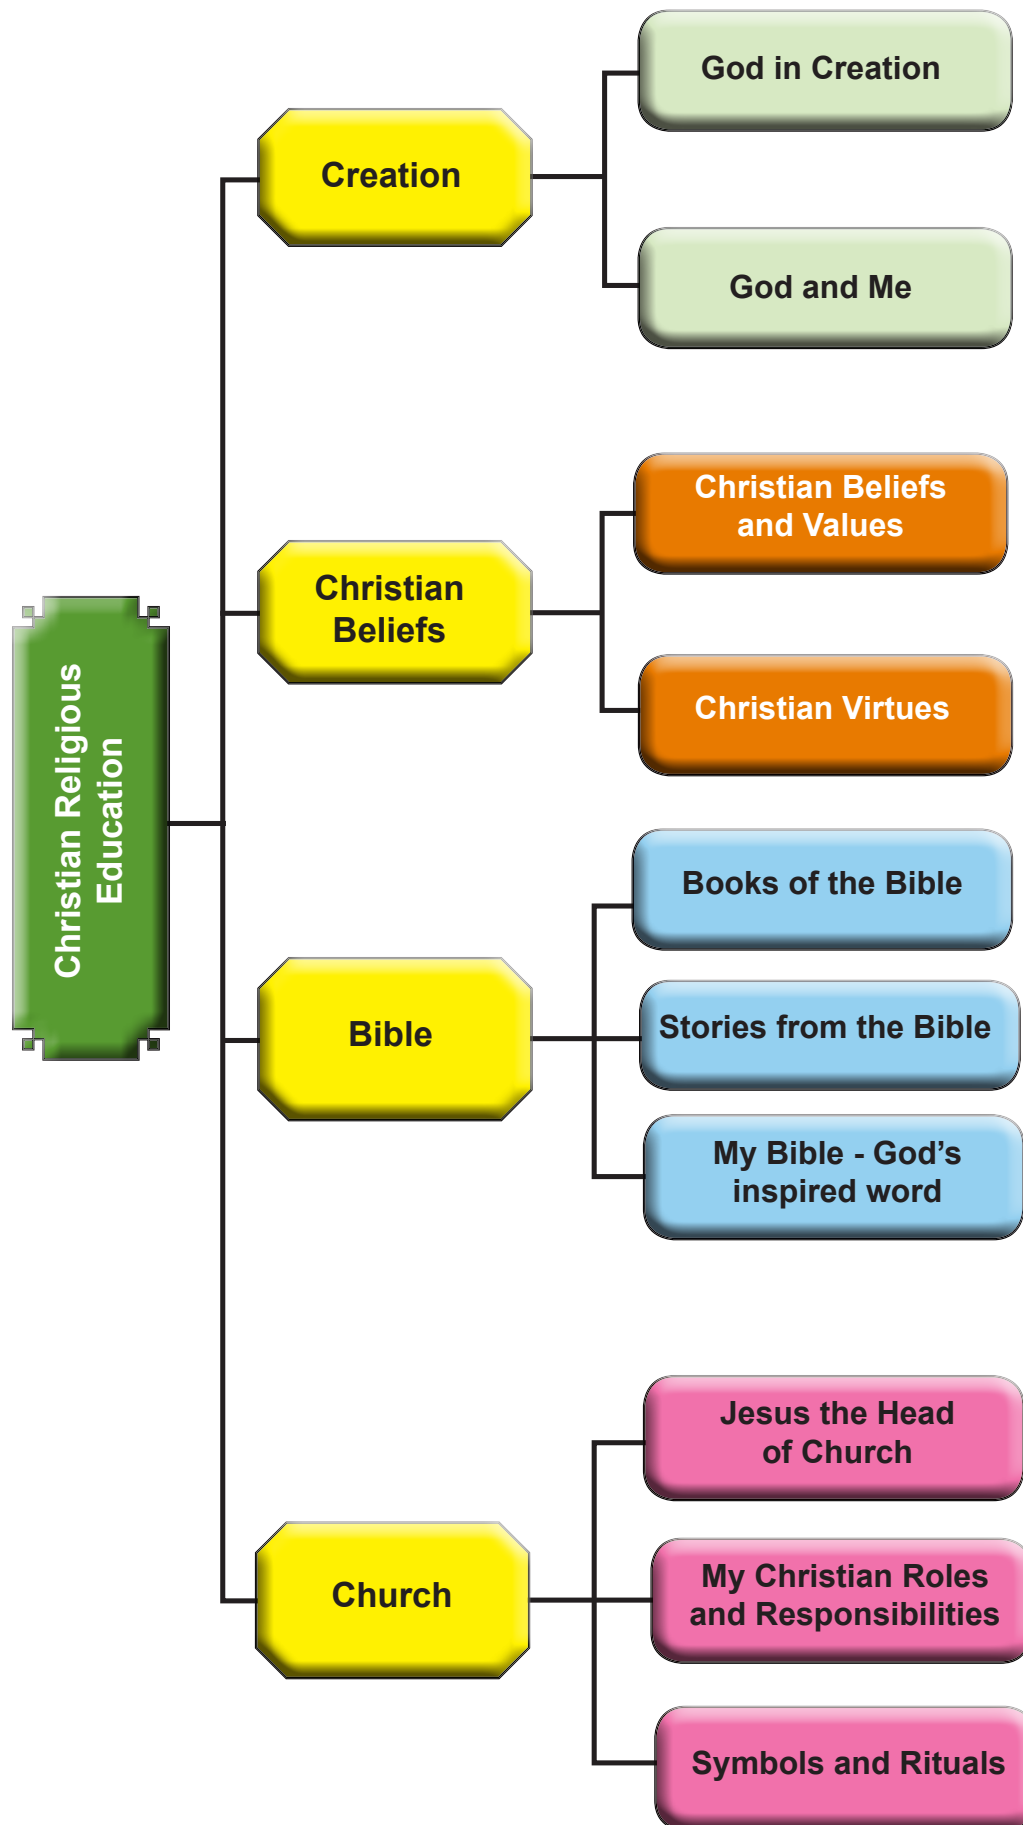 Christian Religious
Education
Creation
God in Creation
God and Me
Christian
Beliefs
Christian Beliefs
and Values
Christian Virtues
Bible
Books of the Bible
Stories from the Bible
My Bible - God’s
inspired word
Church
Jesus the Head
of Church
My Christian Roles
and Responsibilities
Symbols and Rituals